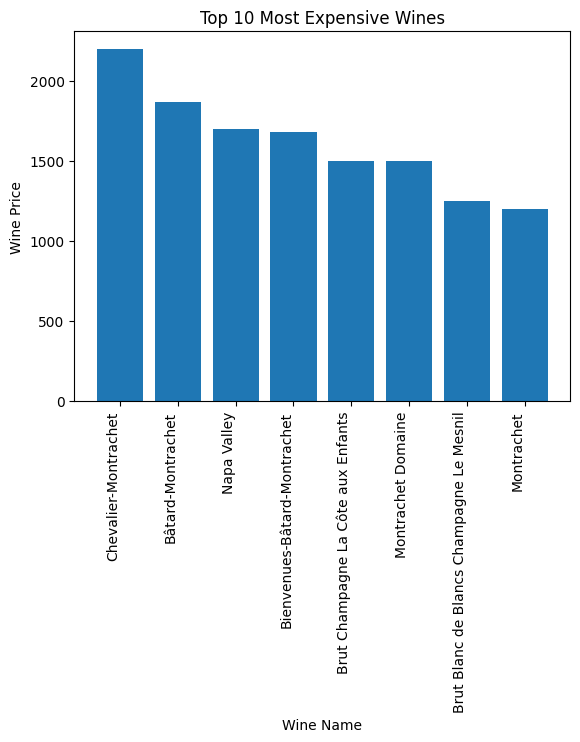 Top 10 Most Expensive Wines
Wine Price
2000
1500
1000
500
0
Chevalier-Montrachet
Bâtard-Montrachet
Napa Valley
Bienvenues-Bâtard-Montrachet
Brut Champagne La Côte aux Enfants
Montrachet Domaine
Brut Blanc de Blancs Champagne Le Mesnil
Montrachet
Wine Name